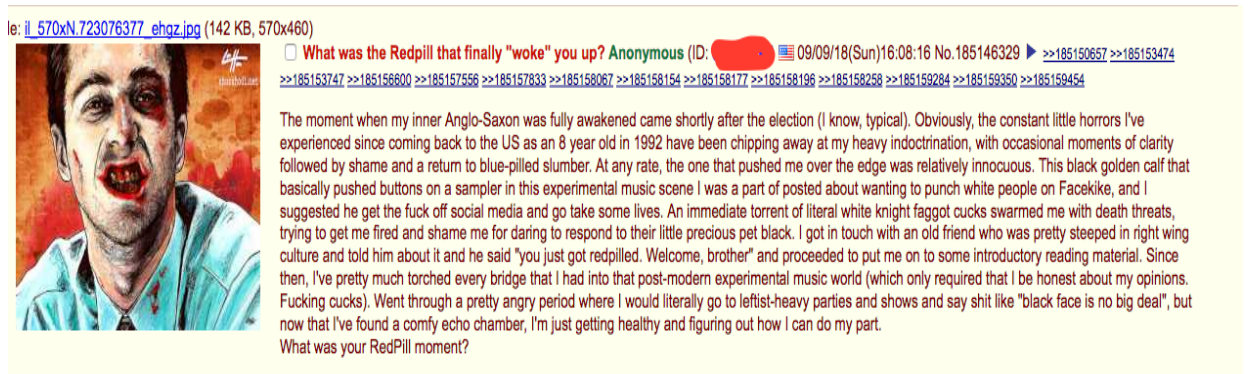 le: il_570xN.723076377_ehgz.jpg (142 KB, 570x460)
What was the Redpill that finally "woke" you up? Anonymous (ID: 09/09/18(Sun)16:08:16 No.185146329 >>185150657 >>185153474
>>185153747 >>185156600 >>185157556 >>185157833 >>185158067 >>185158154 >>185158177 >>185158196 >>185158258 >>185159284 >>185159350 >>185159454
The moment when my inner Anglo-Saxon was fully awakened came shortly after the election (I know, typical). Obviously, the constant little horrors I've
experienced since coming back to the US as an 8 year old in 1992 have been chipping away at my heavy indoctrination, with occasional moments of clarity
followed by shame and a return to blue-pilled slumber. At any rate, the one that pushed me over the edge was relatively innocuous. This black golden calf that
basically pushed buttons on a sampler in this experimental music scene I was a part of posted about wanting to punch white people on Facekike, and I
suggested he get the fuck off social media and go take some lives. An immediate torrent of literal white knight faggot cucks swarmed me with death threats,
trying to get me fired and shame me for daring to respond to their little precious pet black. I got in touch with an old friend who was pretty steeped in right wing
culture and told him about it and he said "you just got redpilled. Welcome, brother" and proceeded to put me on to some introductory reading material. Since
then, I've pretty much torched every bridge that I had into that post-modern experimental music world (which only required that I be honest about my opinions.
Fucking cucks). Went through a pretty angry period where I would literally go to leftist-heavy parties and shows and say shit like "black face is no big deal", but
now that I've found a comfy echo chamber, I'm just getting healthy and figuring out how I can do my part.
What was your RedPill moment?